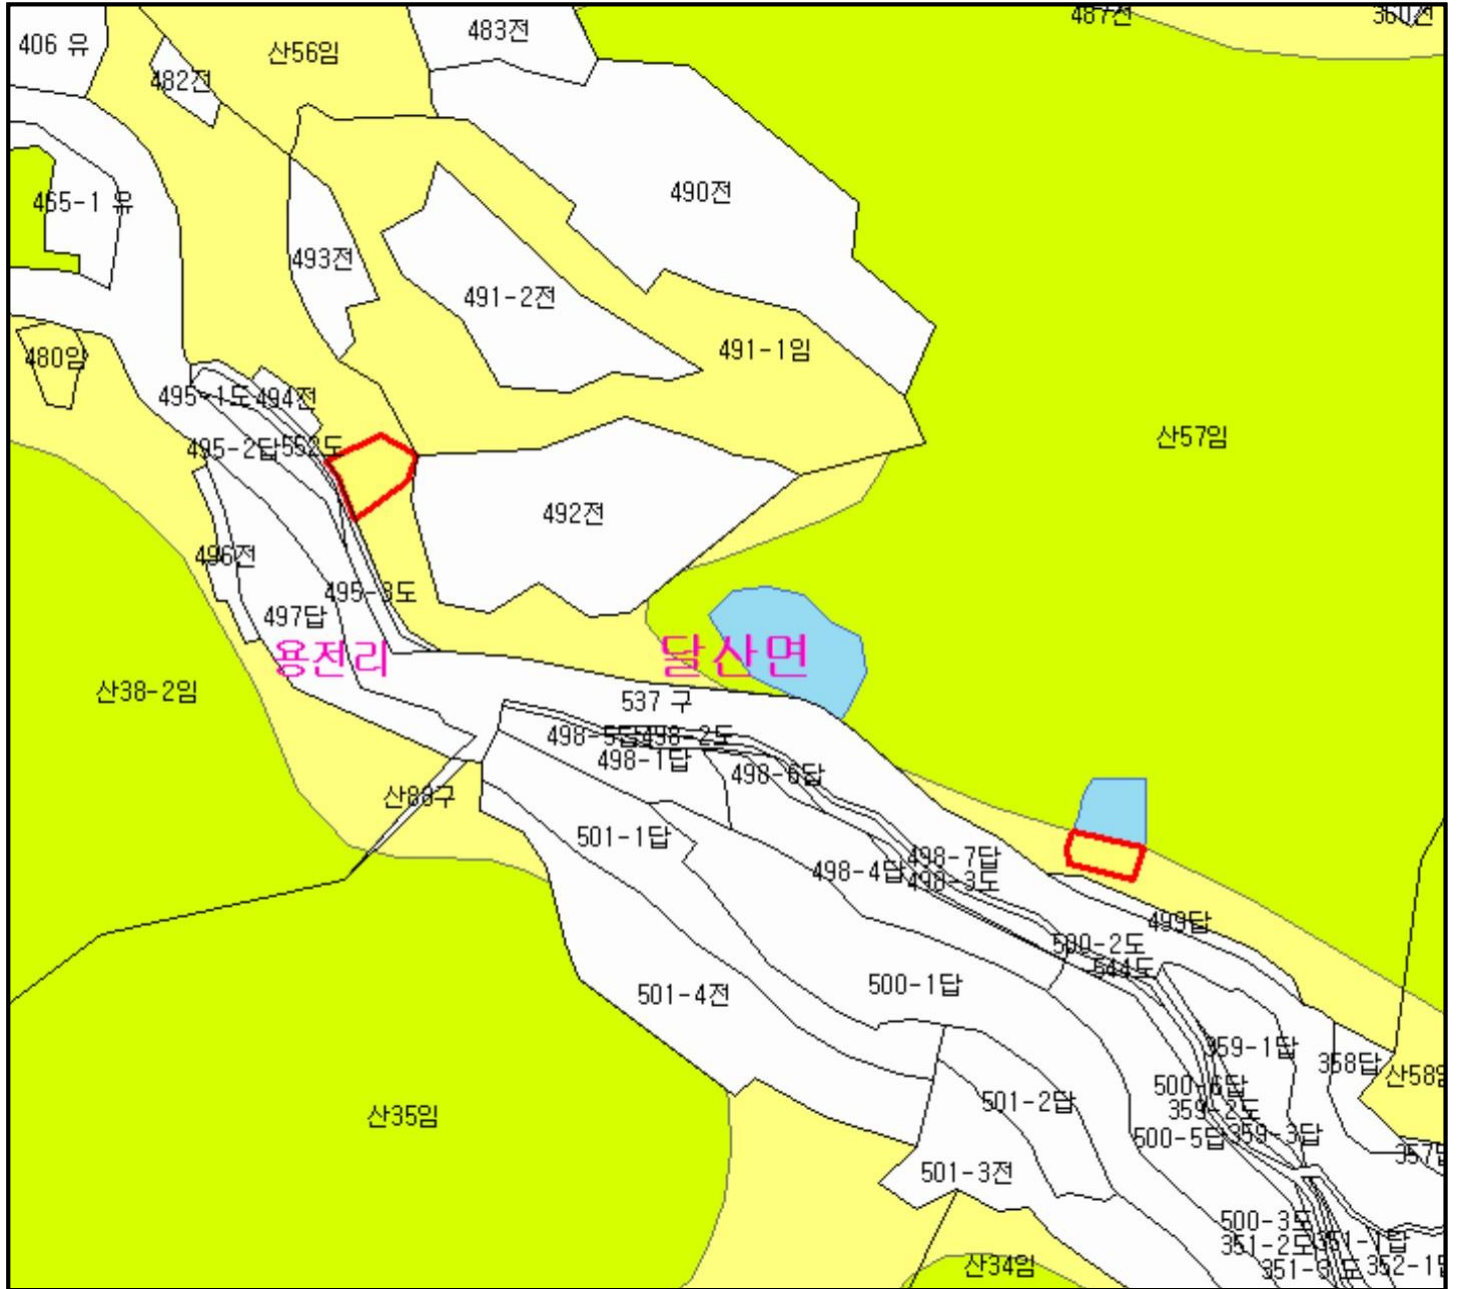 487전
360전
406 유
483전
산56임
482전
465-1 유
490전
493전
491-2전
480임
491-1임
495-1도
494전
495-2답
552도
산57임
492전
496전
495-3도
497답
용전리
달산면
산38-2임
537 구
498-5답
498-2도
498-1답
498-6답
산88구
501-1답
498-7답
498-4답
498-3도
499답
500-2도
544도
500-1답
501-4전
359-1답
358답
산58임
500-6답
501-2답
359-2도
산35임
500-5답
359-3답
357답
501-3전
500-3도
351-2도
351-1답
산34임
351-3 도
352-1답